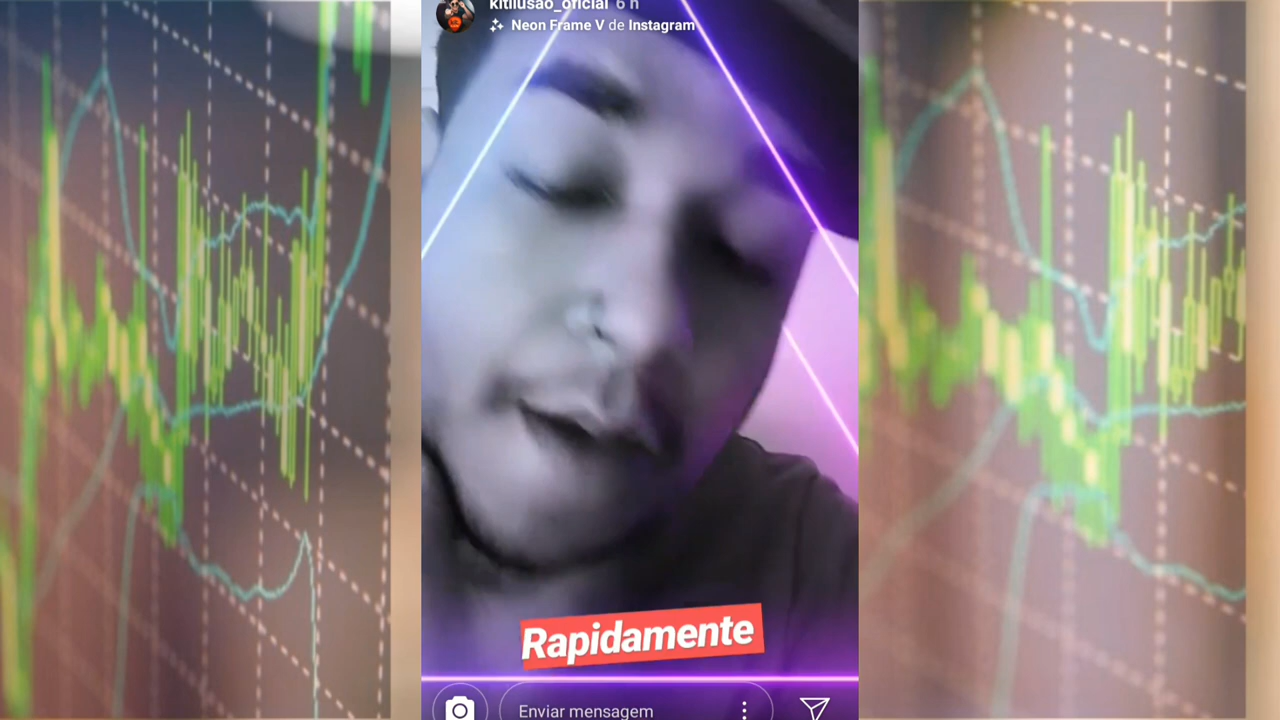 kitilusao_oficial 6 h
Neon Frame V de Instagram
Rapidamente
Enviar mensagem